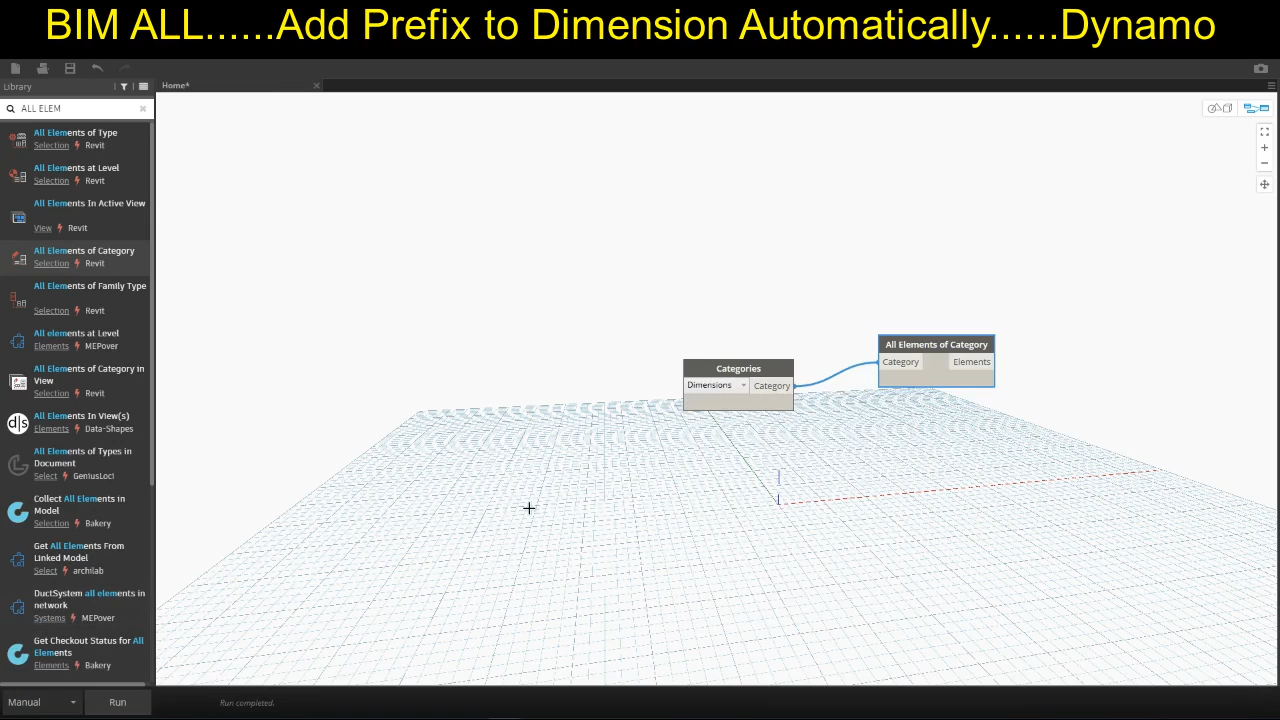 BIM ALL......Add Prefix to Dimension Automatically......Dynamo
Library
Home*
ALL ELEM
All Elements of Type
Selection Revit
All Elements at Level
Selection Revit
All Elements In Active View
View Revit
All Elements of Category
Selection Revit
All Elements of Family Type
Selection Revit
All elements at Level
Elements MEPover
All Elements of Category in
View
Selection Revit
All Elements In View(s)
d|s
Elements Data-Shapes
All Elements of Types in
Document
Select GeniusLoci
Collect All Elements in
Model
Selection Bakery
Get All Elements From
Linked Model
Select archilab
DuctSystem all elements in
network
Systems MEPover
Get Checkout Status for All
Elements
Elements Bakery
Categories
Dimensions Category
All Elements of Category
Category Elements
Manual Run Run completed.